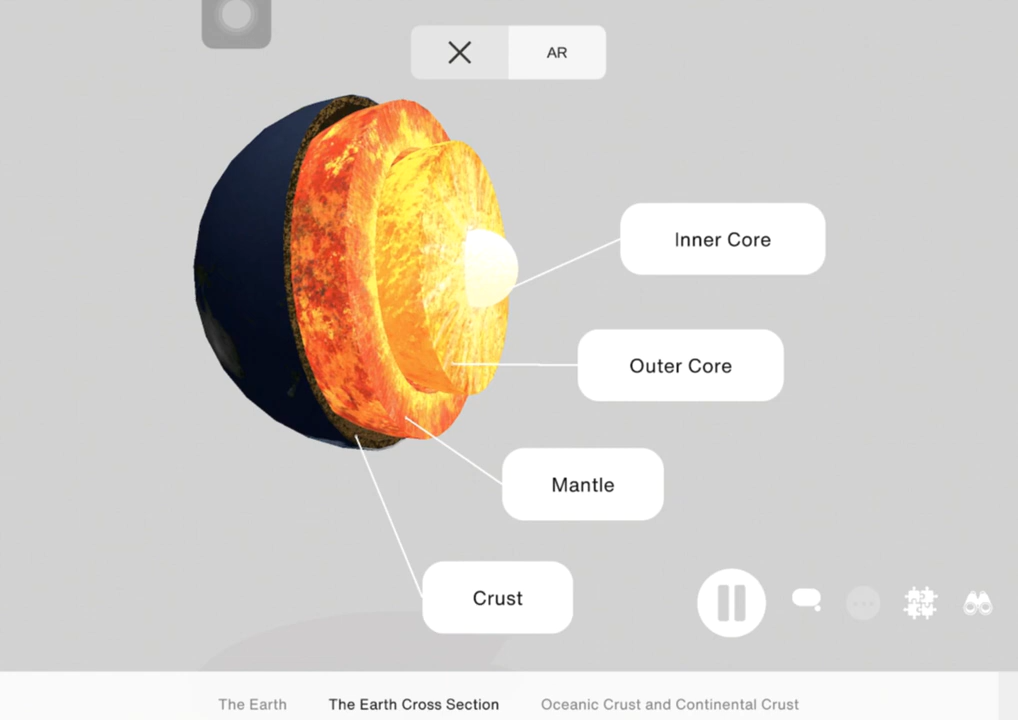 AR
Inner Core
Outer Core
Mantle
Crust
The Earth The Earth Cross Section Oceanic Crust and Continental Crust